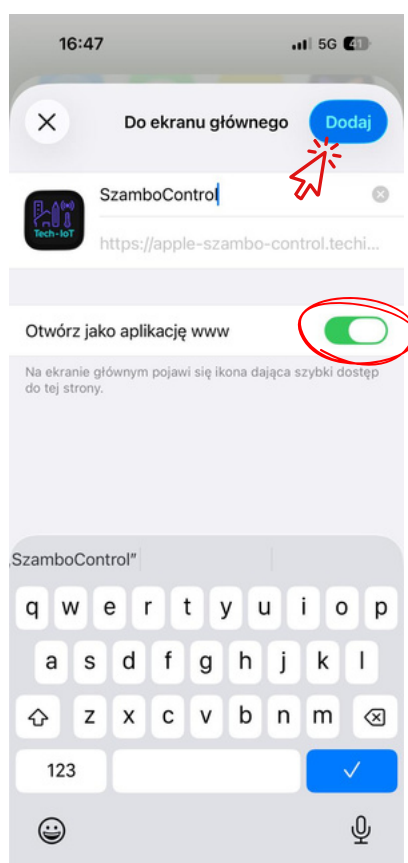 16:47
5G 41
Do ekranu głównego
Dodaj
SzamboControl
Tech-IoT
https://apple-szambo-control.techi...
Otwórz jako aplikację www
Na ekranie głównym pojawi się ikona dająca szybki dostęp
do tej strony.
„SzamboControl”
q w e r t y u i o p
a s d f g h j k l
z x c v b n m
123